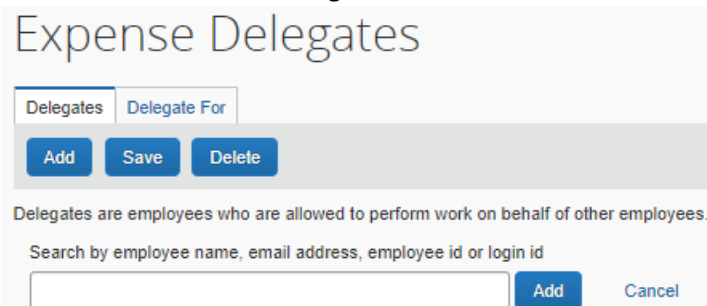 Expense Delegates
Delegates Delegate For
Add Save Delete
Delegates are employees who are allowed to perform work on behalf of other employees.
Search by employee name, email address, employee id or login id
Add Cancel